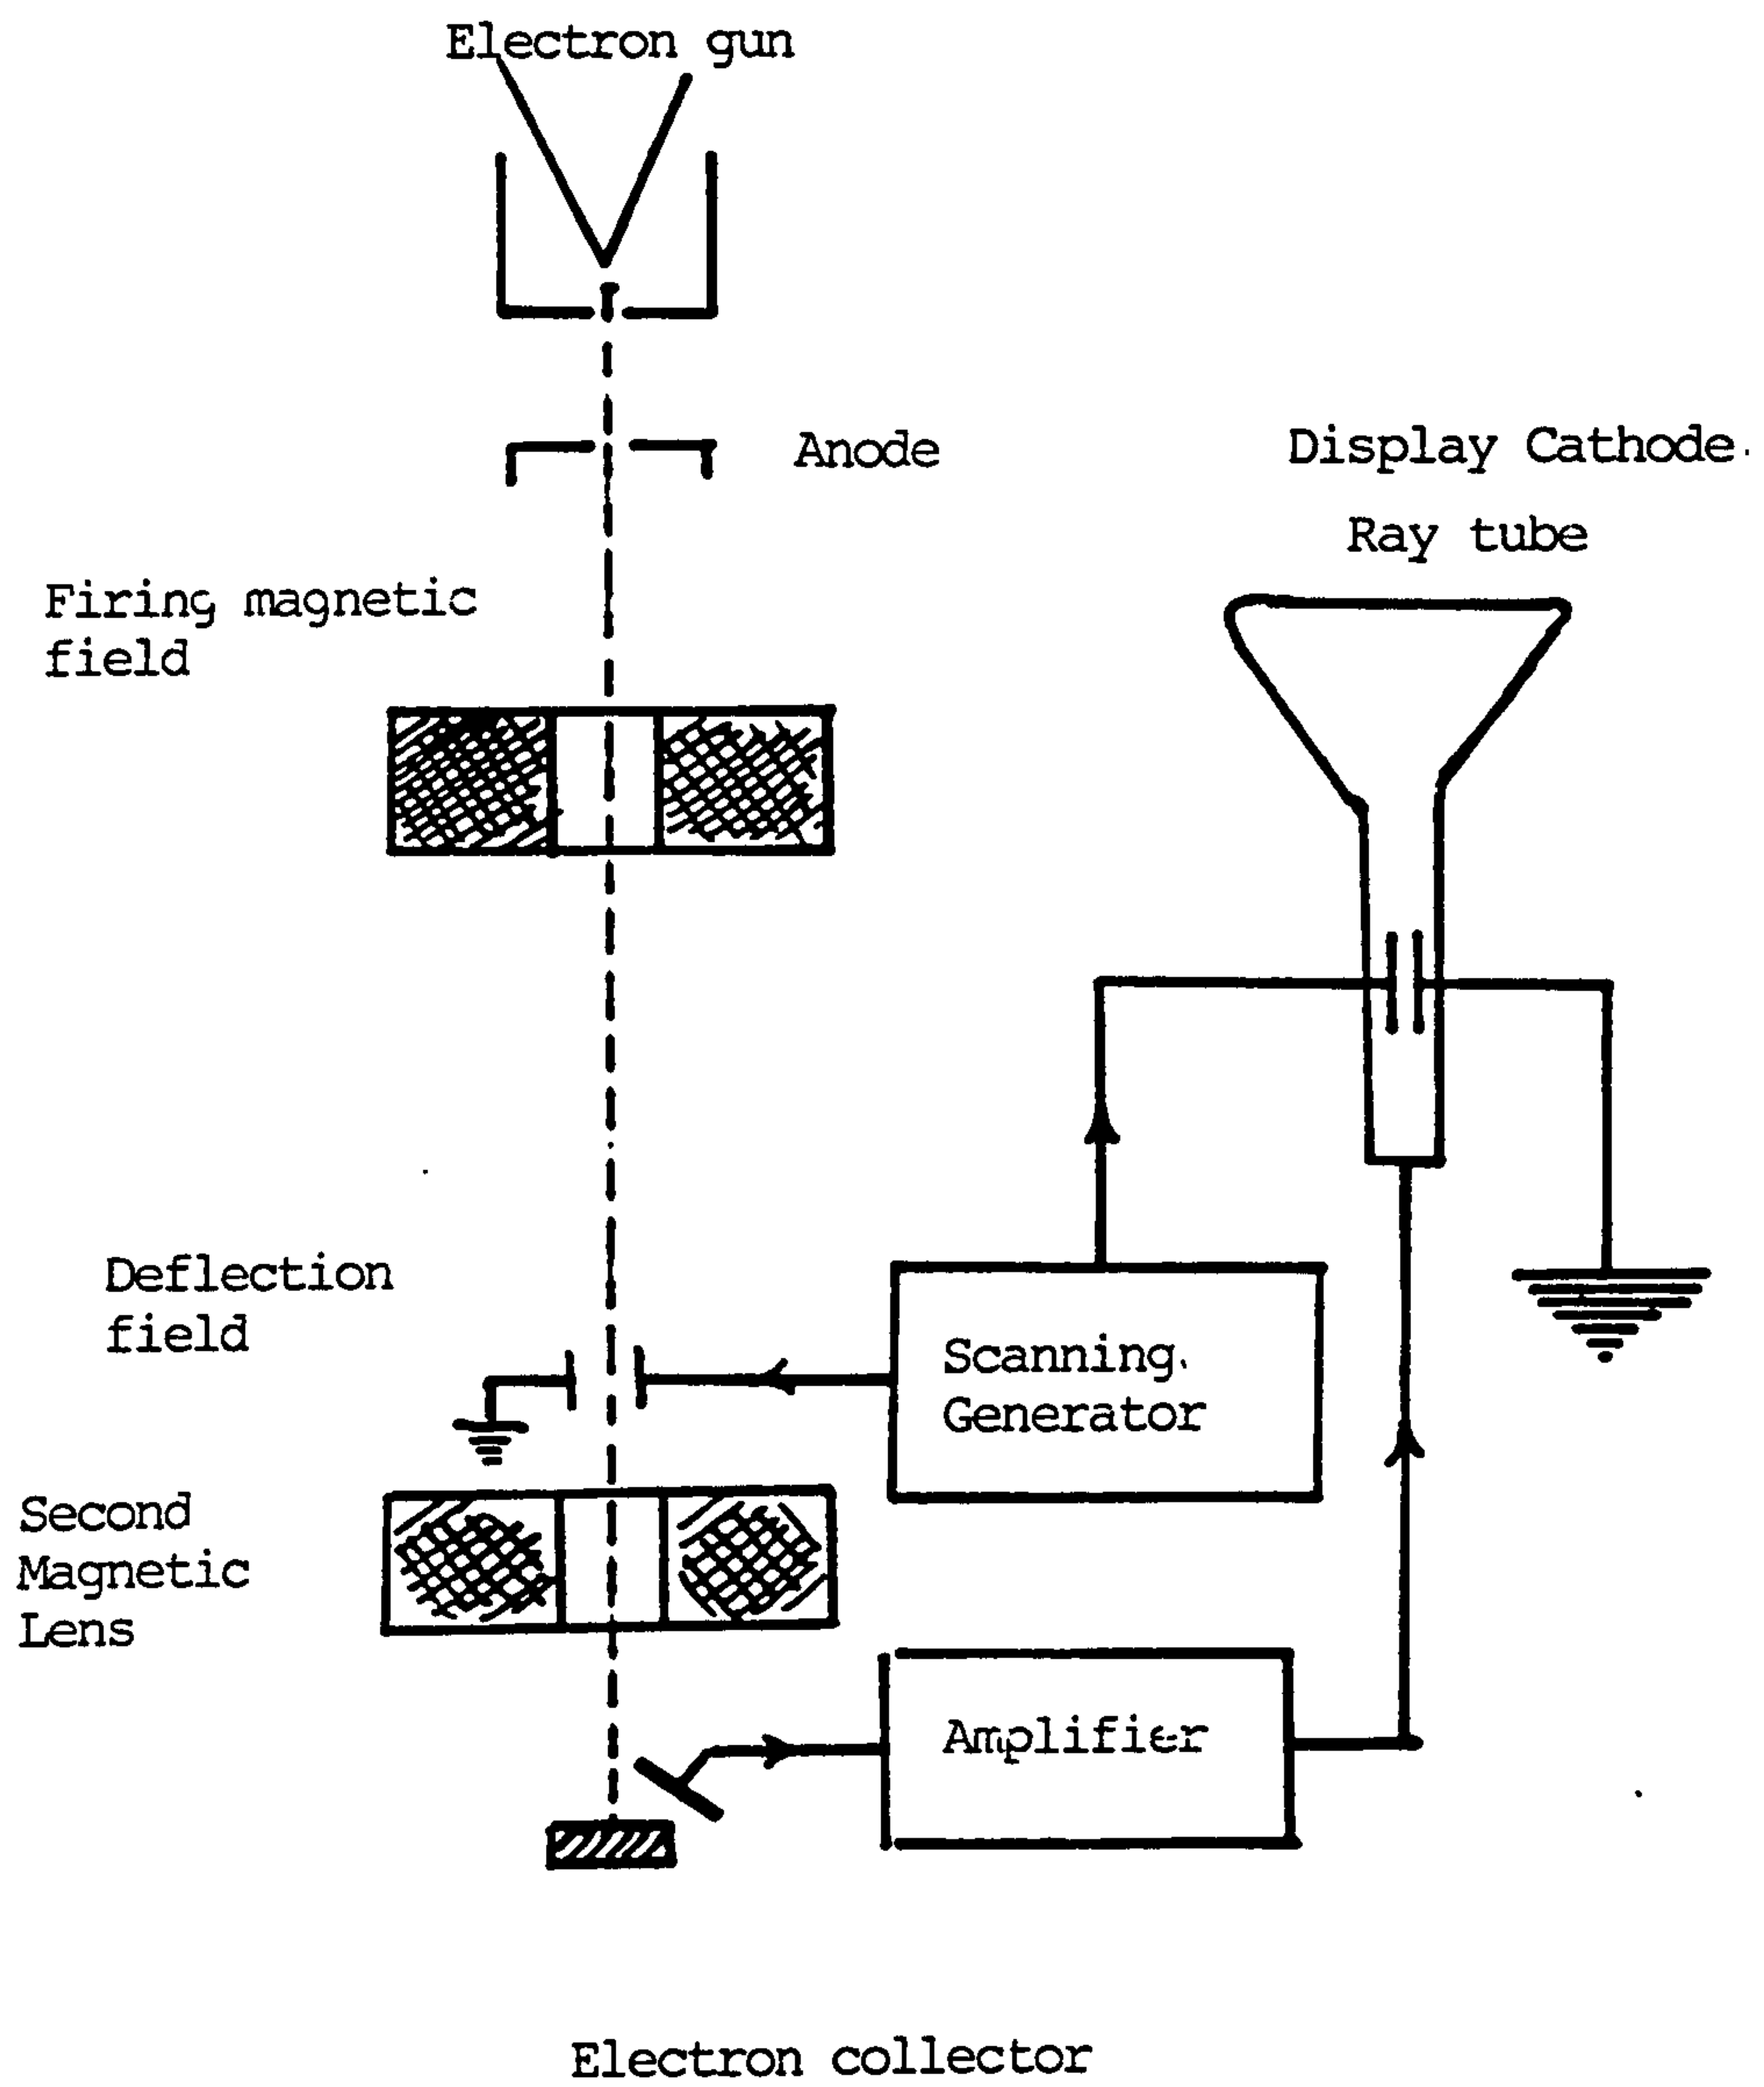 Electron gun
Anode
Display Cathode
Ray tube
Firing magnetic
field
Deflection
field
Scanning
Generator
Second
Magnetic
Lens
Amplifier
Electron collector